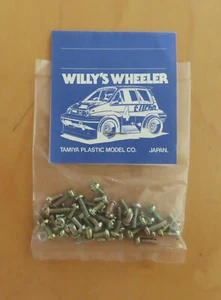 WILLY'S WHEELER
TAMIYA PLASTIC MODEL CO. JAPAN.